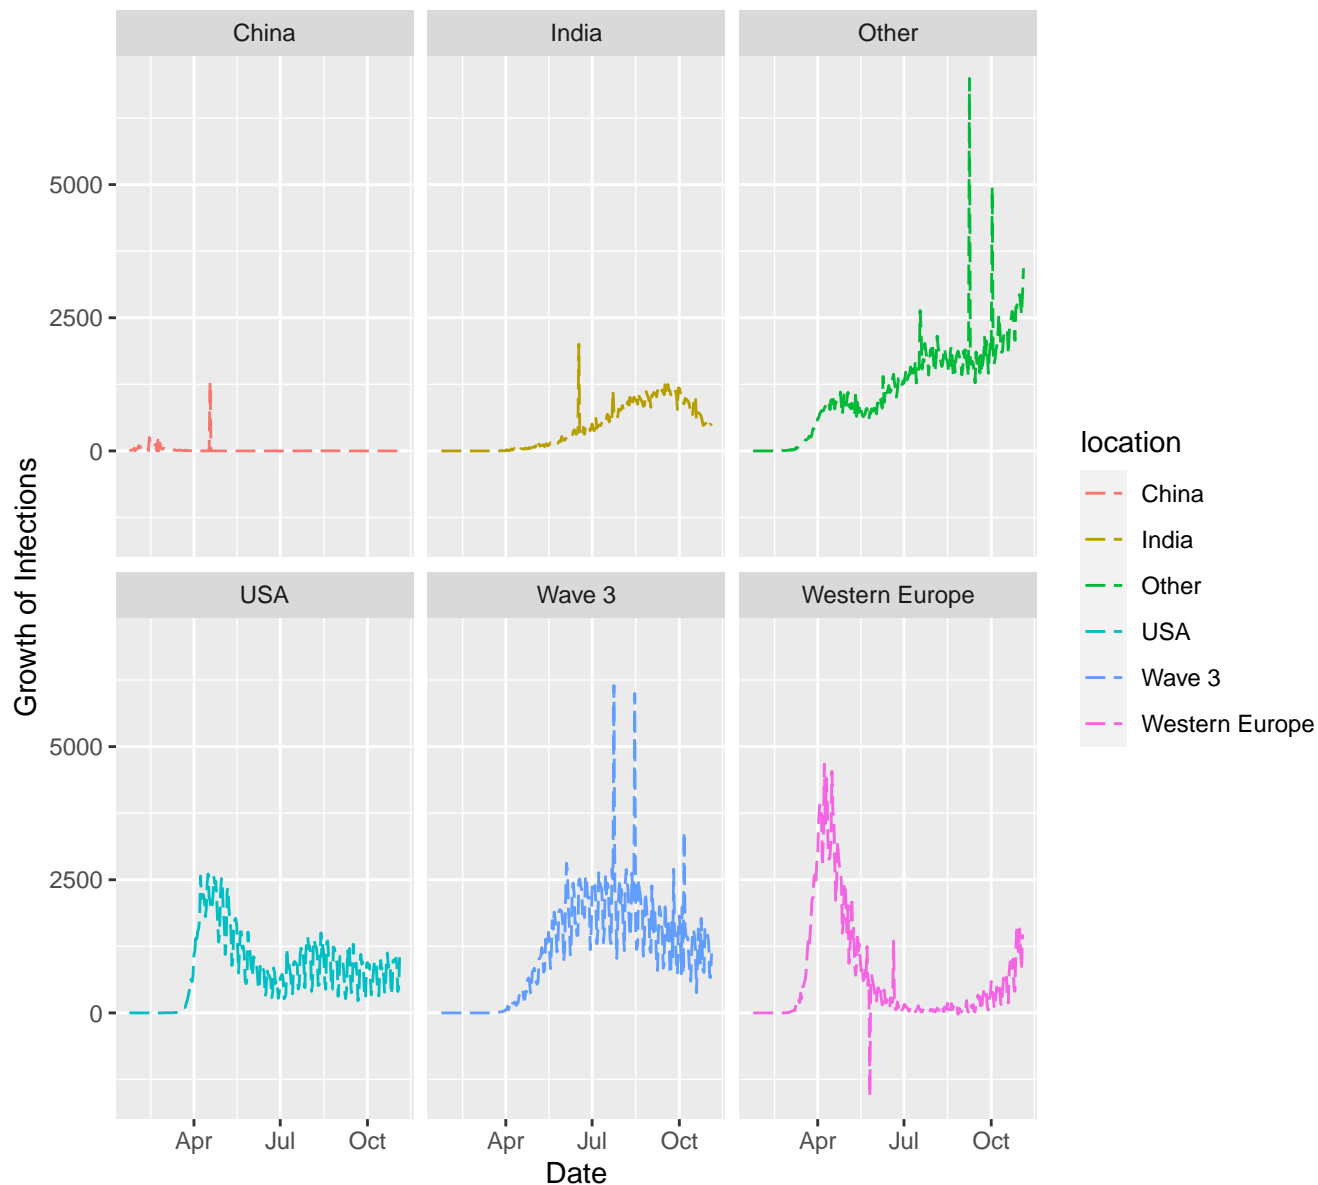 China
India
Other
5000
2500
0
USA
Wave 3
Western Europe
5000
2500
0
Apr
Jul
Oct
Apr
Jul
Oct
Apr
Jul
Oct
Date
Growth of Infections
location
China
India
Other
USA
Wave 3
Western Europe